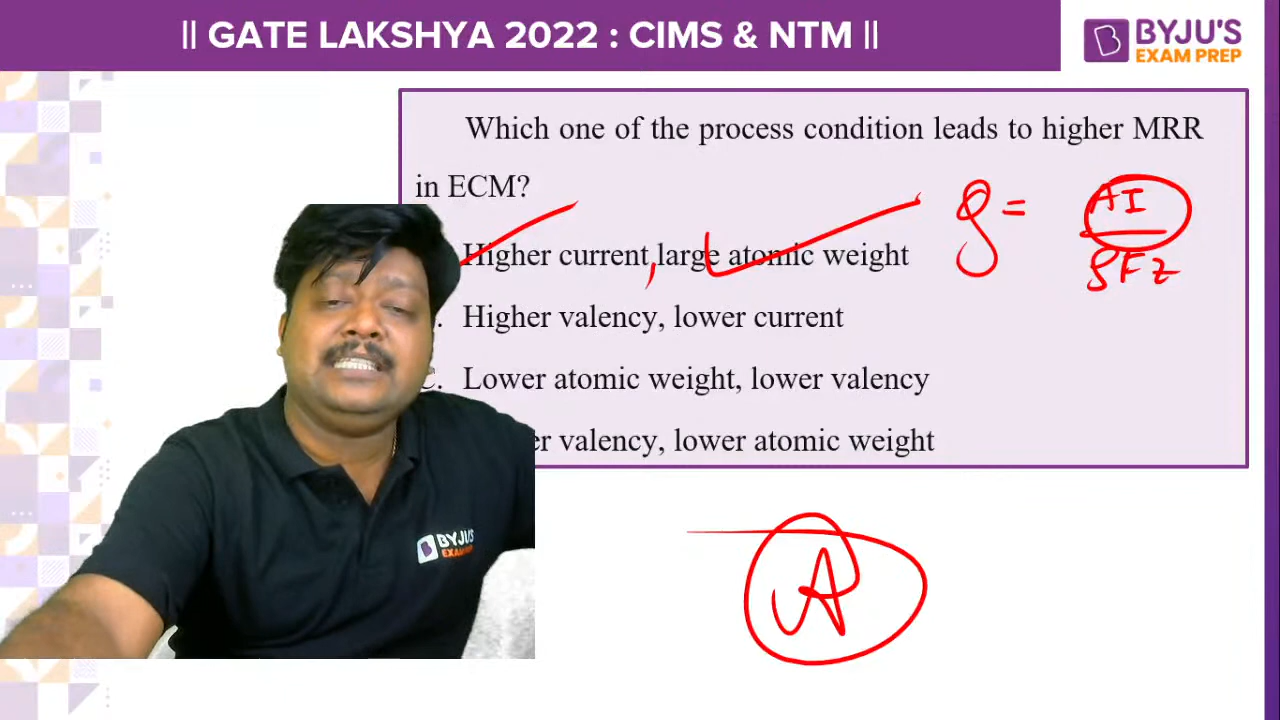 || GATE LAKSHYA 2022 : CIMS & NTM ||
BYJU'S
EXAM PREP
Which one of the process condition leads to higher MRR
in ECM?
Higher current, large atomic weight
Higher valency, lower current
C. Lower atomic weight, lower valency
valency, lower atomic weight
Q = AI
ρFZ
A
BYJU'S
EXAM